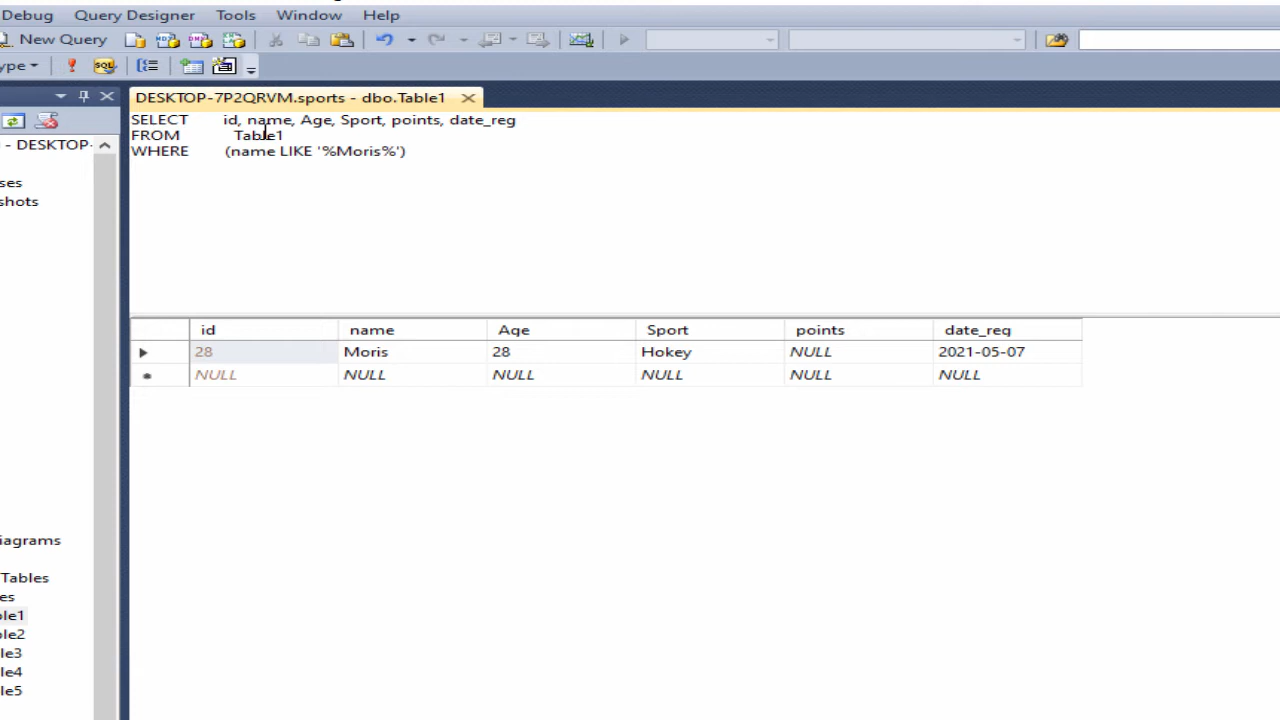 Debug Query Designer Tools Window Help
New Query
ype
SQL
DESKTOP-7P2QRVM.sports - dbo.Table1
SELECT id, name, Age, Sport, points, date_reg
FROM Table1
WHERE (name LIKE '%Moris%')
- DESKTOP-
ses
shots
iagrams
Tables
es
ble1
ble2
ble3
ble4
ble5
id name Age Sport points date_reg
28 Moris 28 Hokey NULL 2021-05-07
NULL NULL NULL NULL NULL NULL